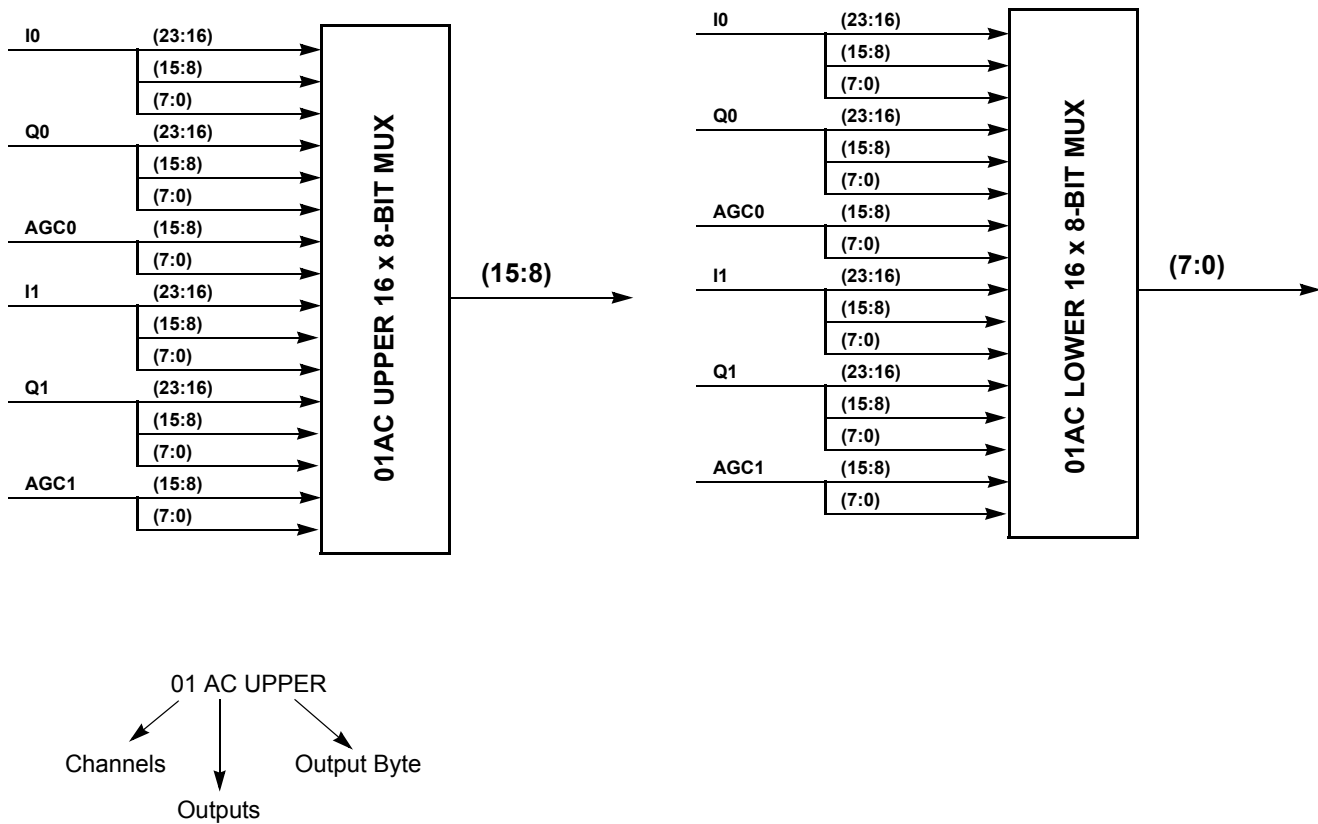 I0 (23:16)
(15:8)
(7:0)
Q0 (23:16)
(15:8)
(7:0)
AGC0 (15:8)
(7:0)
I1 (23:16)
(15:8)
(7:0)
Q1 (23:16)
(15:8)
(7:0)
AGC1 (15:8)
(7:0)
01AC UPPER 16 x 8-BIT MUX
(15:8)
I0 (23:16)
(15:8)
(7:0)
Q0 (23:16)
(15:8)
(7:0)
AGC0 (15:8)
(7:0)
I1 (23:16)
(15:8)
(7:0)
Q1 (23:16)
(15:8)
(7:0)
AGC1 (15:8)
(7:0)
01AC LOWER 16 x 8-BIT MUX
(7:0)
01 AC UPPER
Channels Output Byte
Outputs